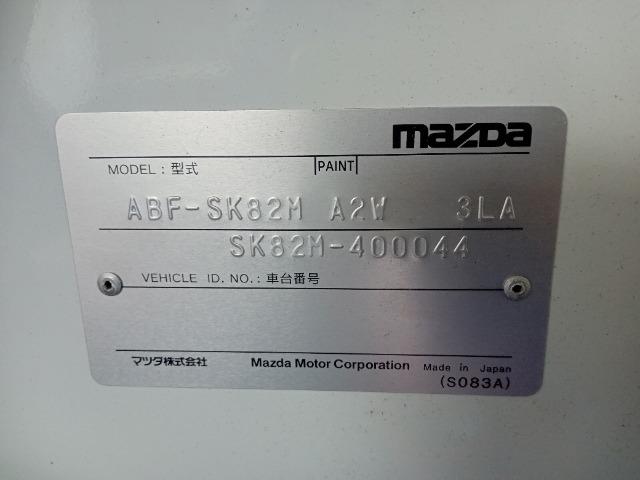 mazda
MODEL : 型式 PAINT
ABF-SK82M A2W 3LA
SK82M-400044
VEHICLE ID. NO. : 車台番号
マツダ株式会社 Mazda Motor Corporation Made in Japan
(S083A)